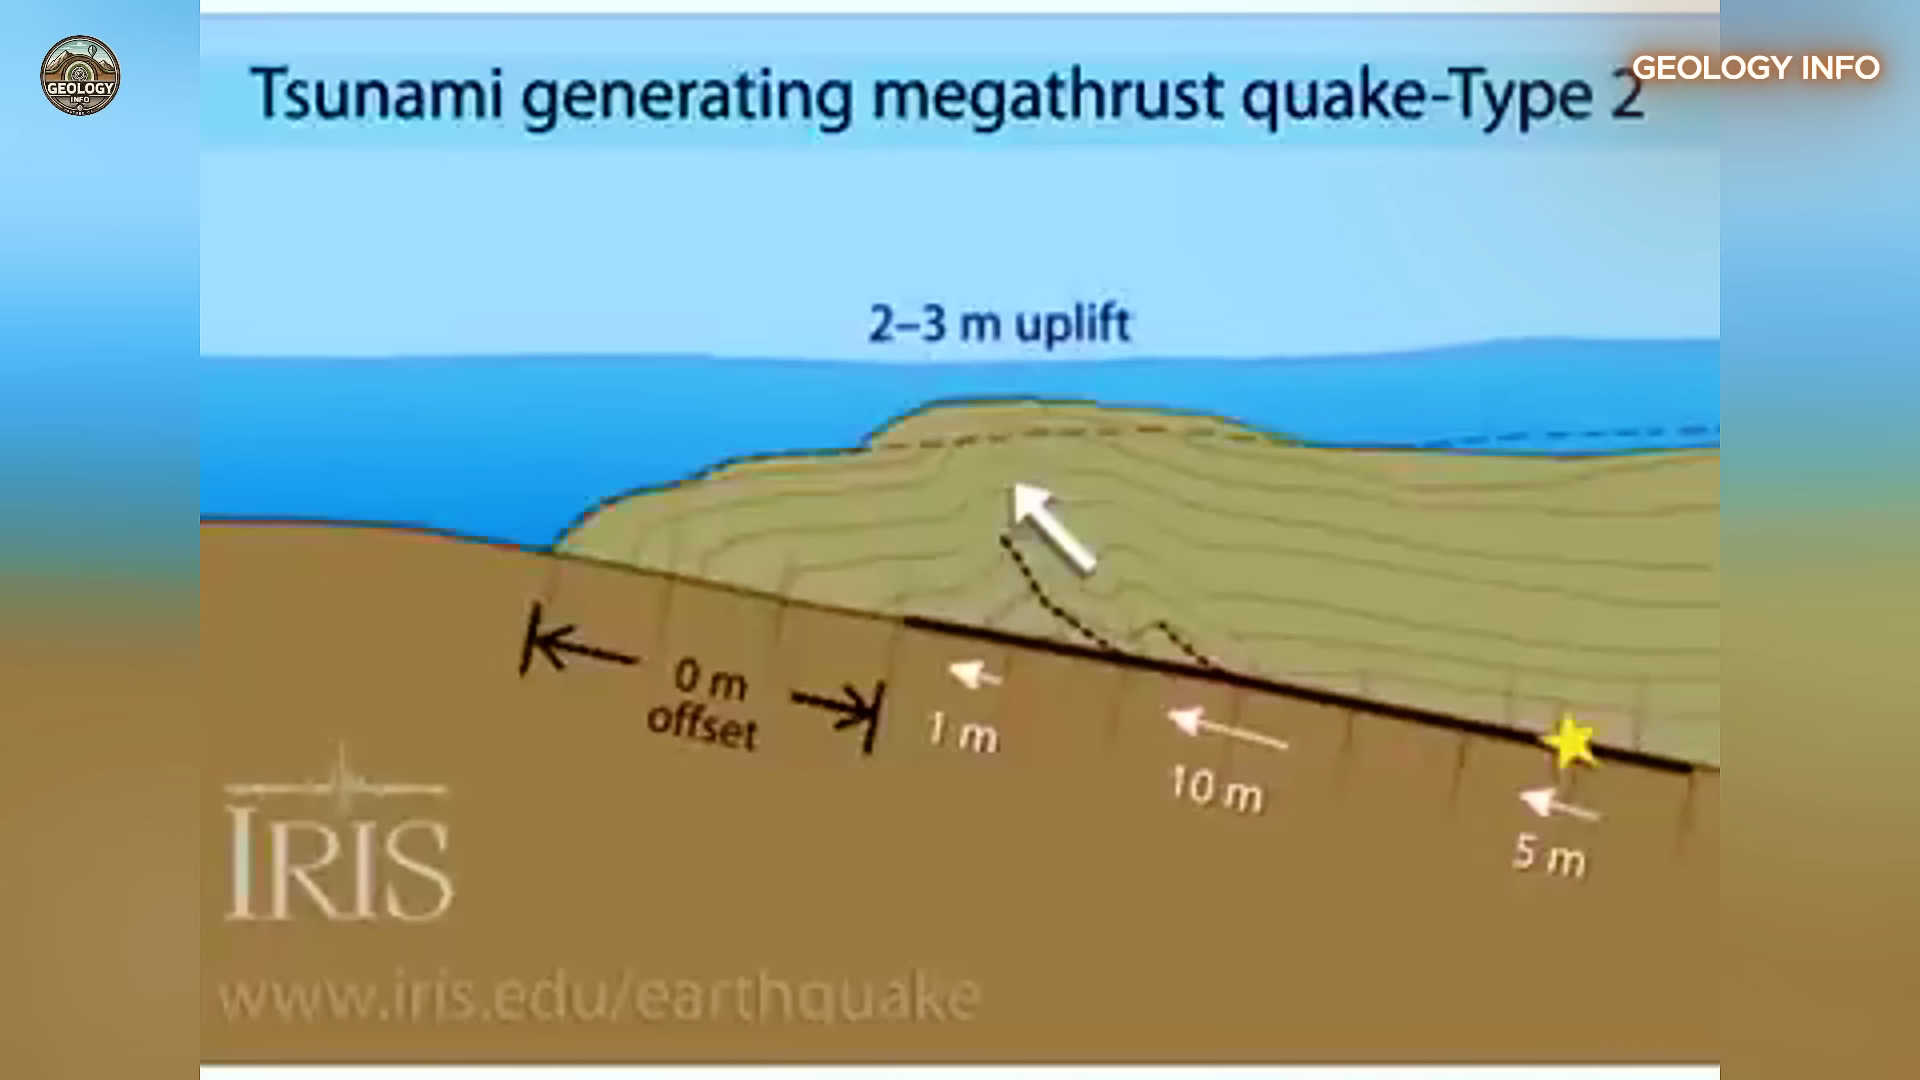 GEOLOGY
INFO
GEOLOGY INFO
Tsunami generating megathrust quake-Type 2
2–3 m uplift
0 m
offset
1 m
10 m
5 m
IRIS
www.iris.edu/earthquake